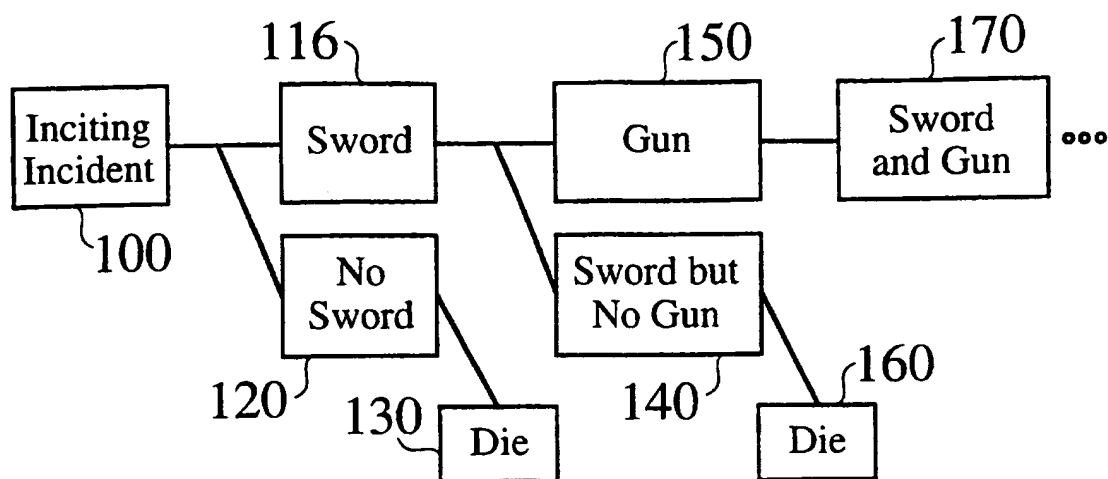 116
150
170
Inciting
Incident
Sword
Gun
Sword
and Gun
100
No
Sword
Sword but
No Gun
120
130
Die
140
160
Die